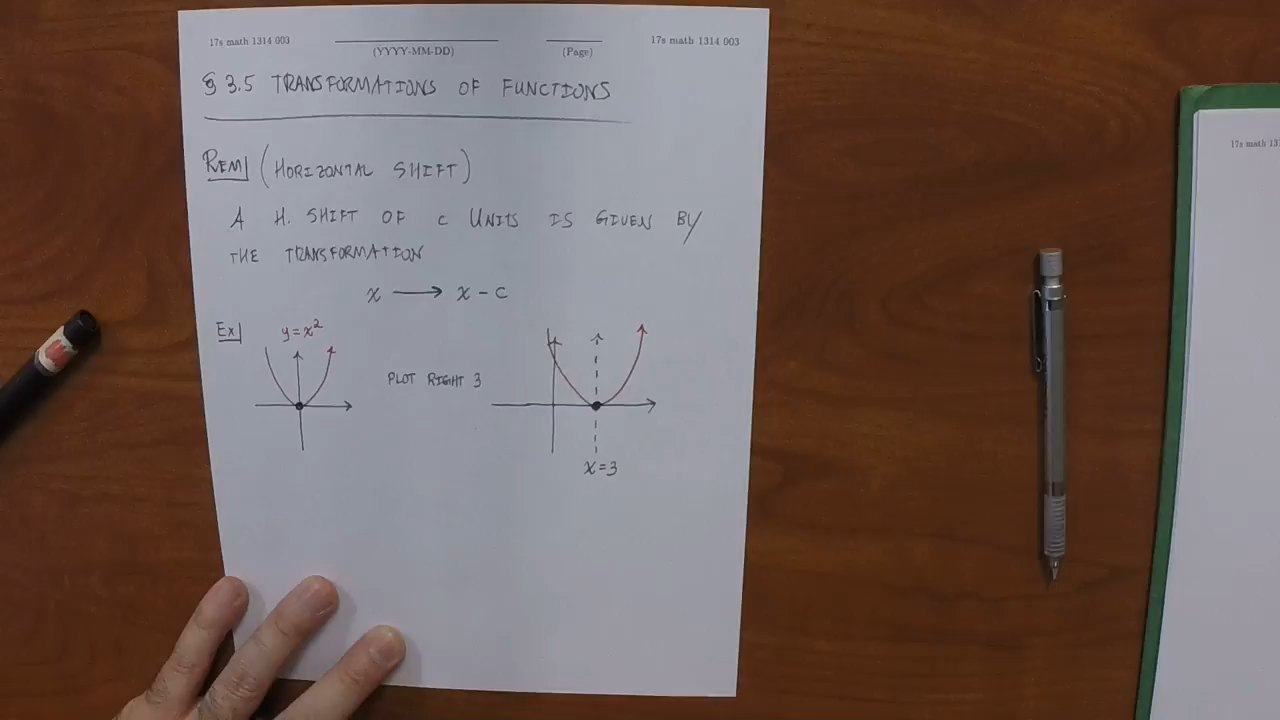 17s math 1314 003
(YYYY-MM-DD)
(Page)
17s math 1314 003
§ 3.5 TRANSFORMATIONS OF FUNCTIONS
REM (HORIZONTAL SHIFT)
A H. SHIFT OF c UNITS IS GIVEN BY
THE TRANSFORMATION
x ⟶ x - c
Ex
y = x²
PLOT RIGHT 3
x = 3